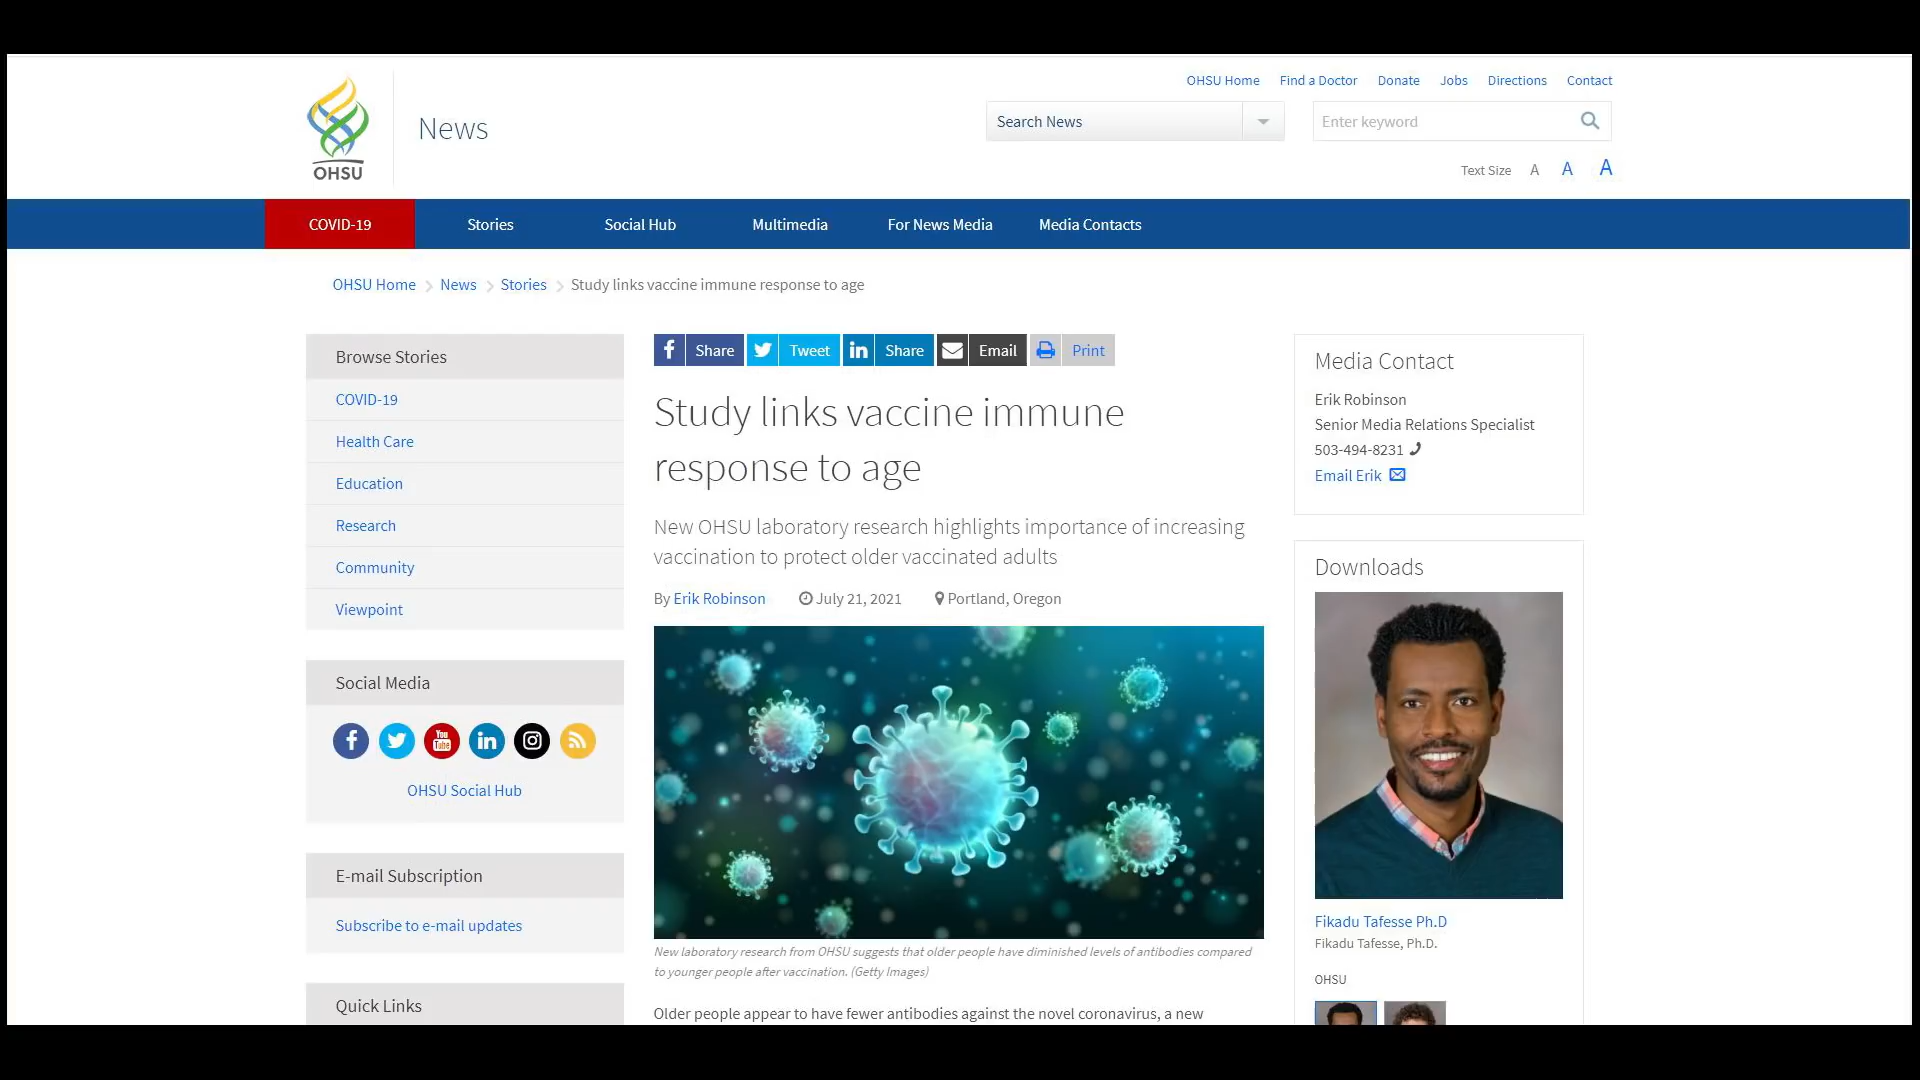 OHSU Home Find a Doctor Donate Jobs Directions Contact
OHSU
News
Search News
Enter keyword
Text Size A A A
COVID-19 Stories Social Hub Multimedia For News Media Media Contacts
OHSU Home News Stories Study links vaccine immune response to age
Browse Stories
COVID-19
Health Care
Education
Research
Community
Viewpoint
Social Media
You
Tube
OHSU Social Hub
E-mail Subscription
Subscribe to e-mail updates
Quick Links
Share Tweet Share Email Print
Study links vaccine immune
response to age
New OHSU laboratory research highlights importance of increasing
vaccination to protect older vaccinated adults
By Erik Robinson July 21, 2021 Portland, Oregon
New laboratory research from OHSU suggests that older people have diminished levels of antibodies compared
to younger people after vaccination. (Getty Images)
Older people appear to have fewer antibodies against the novel coronavirus, a new
Media Contact
Erik Robinson
Senior Media Relations Specialist
503-494-8231
Email Erik
Downloads
Fikadu Tafesse Ph.D
Fikadu Tafesse, Ph.D.
OHSU